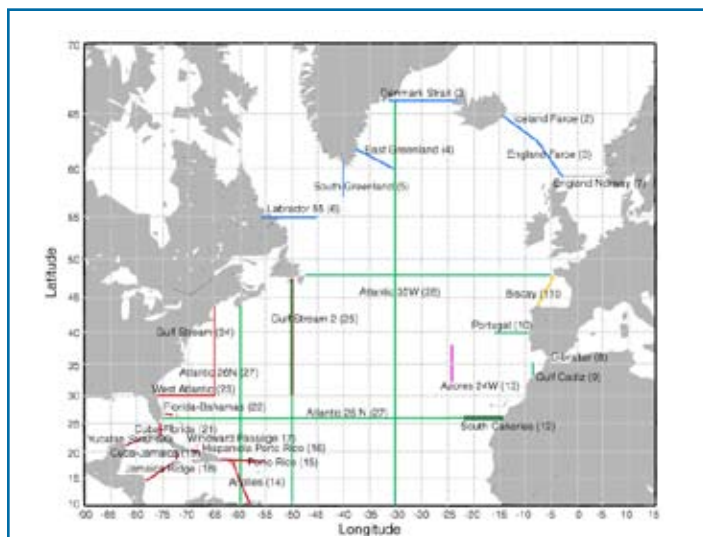 70
Denmark Strait (3)
65
Iceland Faroe (2)
East Greenland (4)
England Faroe (3)
60
South Greenland (5)
England Norway (7)
Labrador 55 (6)
55
Latitude
50
Atlantic 30W (28)
Biscay (11)
45
Gulf Stream (24)
Gulf Stream 2 (25)
Portugal (10)
40
Gibraltar (8)
35
Atlantic 26N (27)
Azores 24W (12)
Gulf Cadiz (9)
West Atlantic (23)
30
Florida-Bahamas (22)
Atlantic 26 N (27)
25
Cuba-Florida (21)
South Canaries (12)
Windward Passage
20
Cuba-Jamaica
Hispaniola Porto Rico (16)
Jamaica Ridge (18)
Porto Rico (15)
15
Antilles (14)
10
-90 -85 -80 -75 -70 -65 -60 -55 -50 -45 -40 -35 -30 -25 -20 -15 -10 -5 0 5 10 15
Longitude